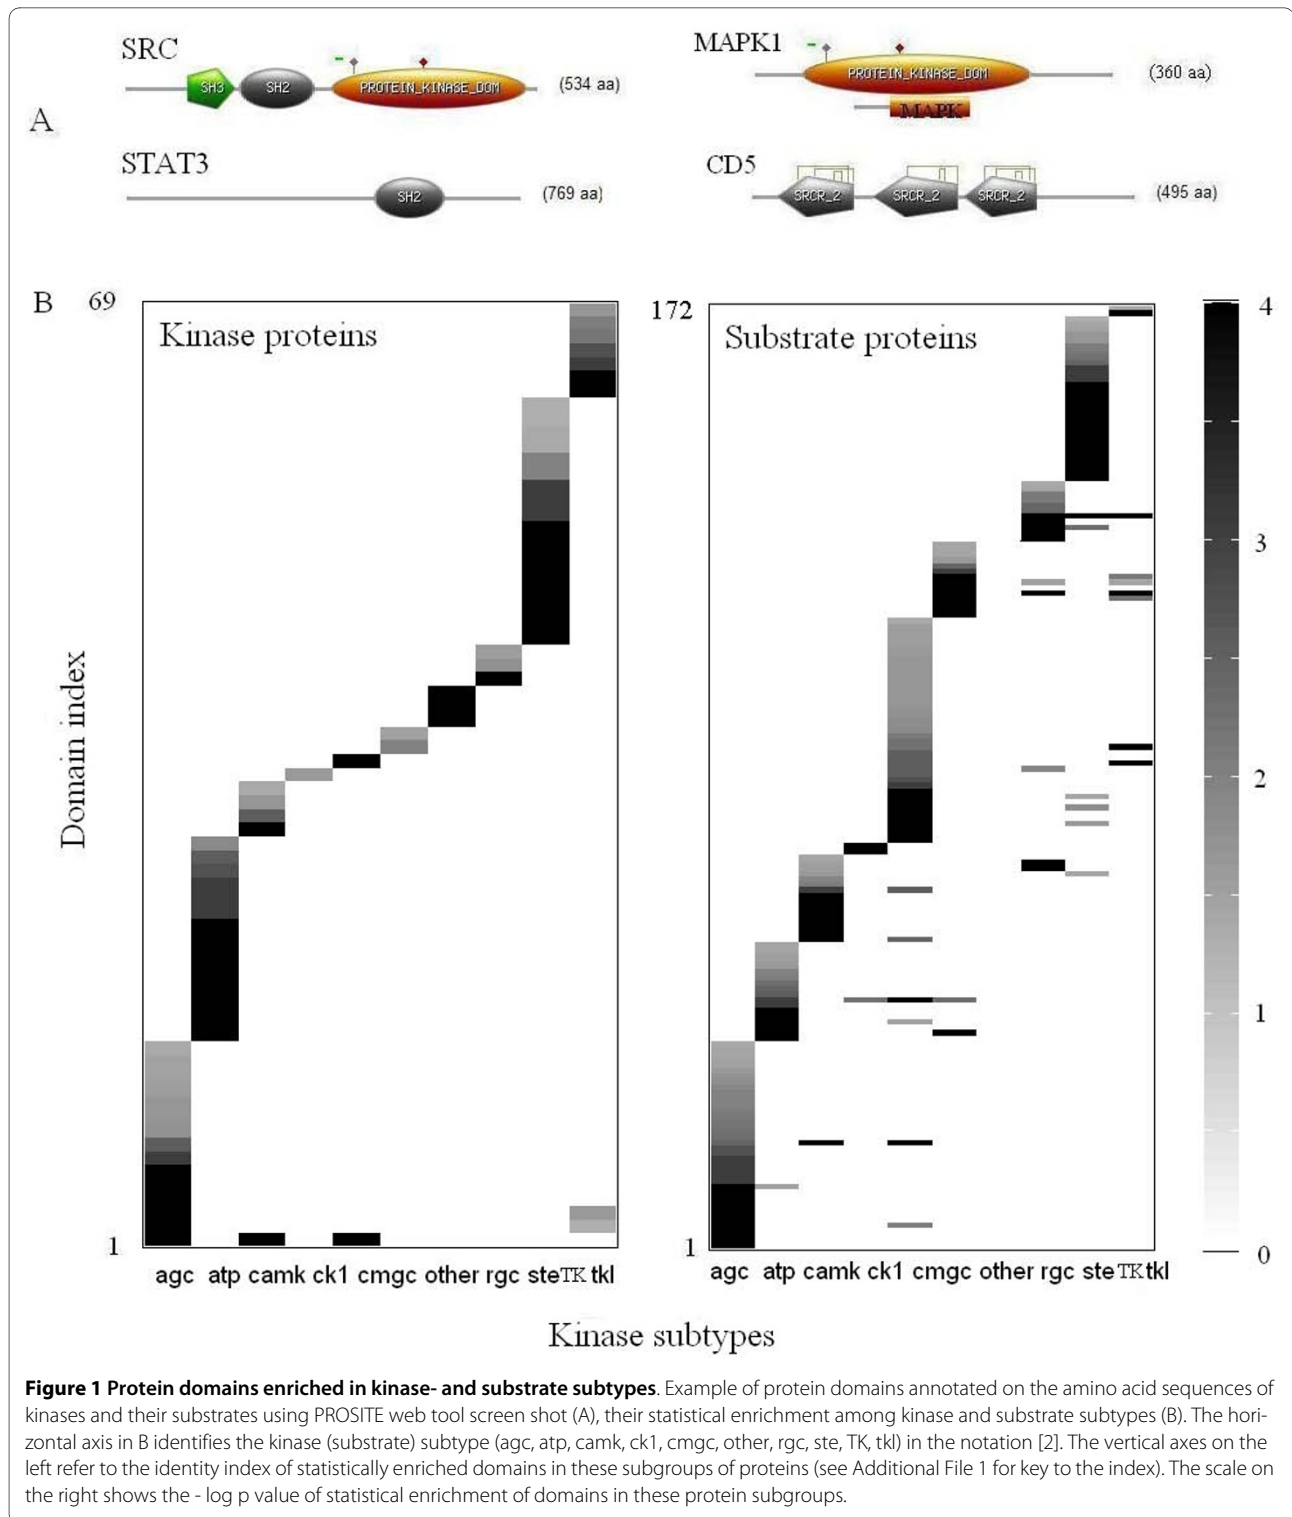 SRC
SH3 SH2 PROTEIN_KINASE_DOM (534 aa)
MAPK1
PROTEIN_KINASE_DOM (360 aa)
MAPK
A
STAT3
SH2 (769 aa)
CD5
SRCR_2 SRCR_2 SRCR_2 (495 aa)
B
69
Kinase proteins
172
Substrate proteins
4
3
2
1
0
Domain index
1
1
agc atp camk ck1 cmgc other rgc ste TK tkl
agc atp camk ck1 cmgc other rgc ste TK tkl
Kinase subtypes
Figure 1 Protein domains enriched in kinase- and substrate subtypes. Example of protein domains annotated on the amino acid sequences of
kinases and their substrates using PROSITE web tool screen shot (A), their statistical enrichment among kinase and substrate subtypes (B). The hori-
zontal axis in B identifies the kinase (substrate) subtype (agc, atp, camk, ck1, cmgc, other, rgc, ste, TK, tkl) in the notation [2]. The vertical axes on the
left refer to the identity index of statistically enriched domains in these subgroups of proteins (see Additional File 1 for key to the index). The scale on
the right shows the - log p value of statistical enrichment of domains in these protein subgroups.